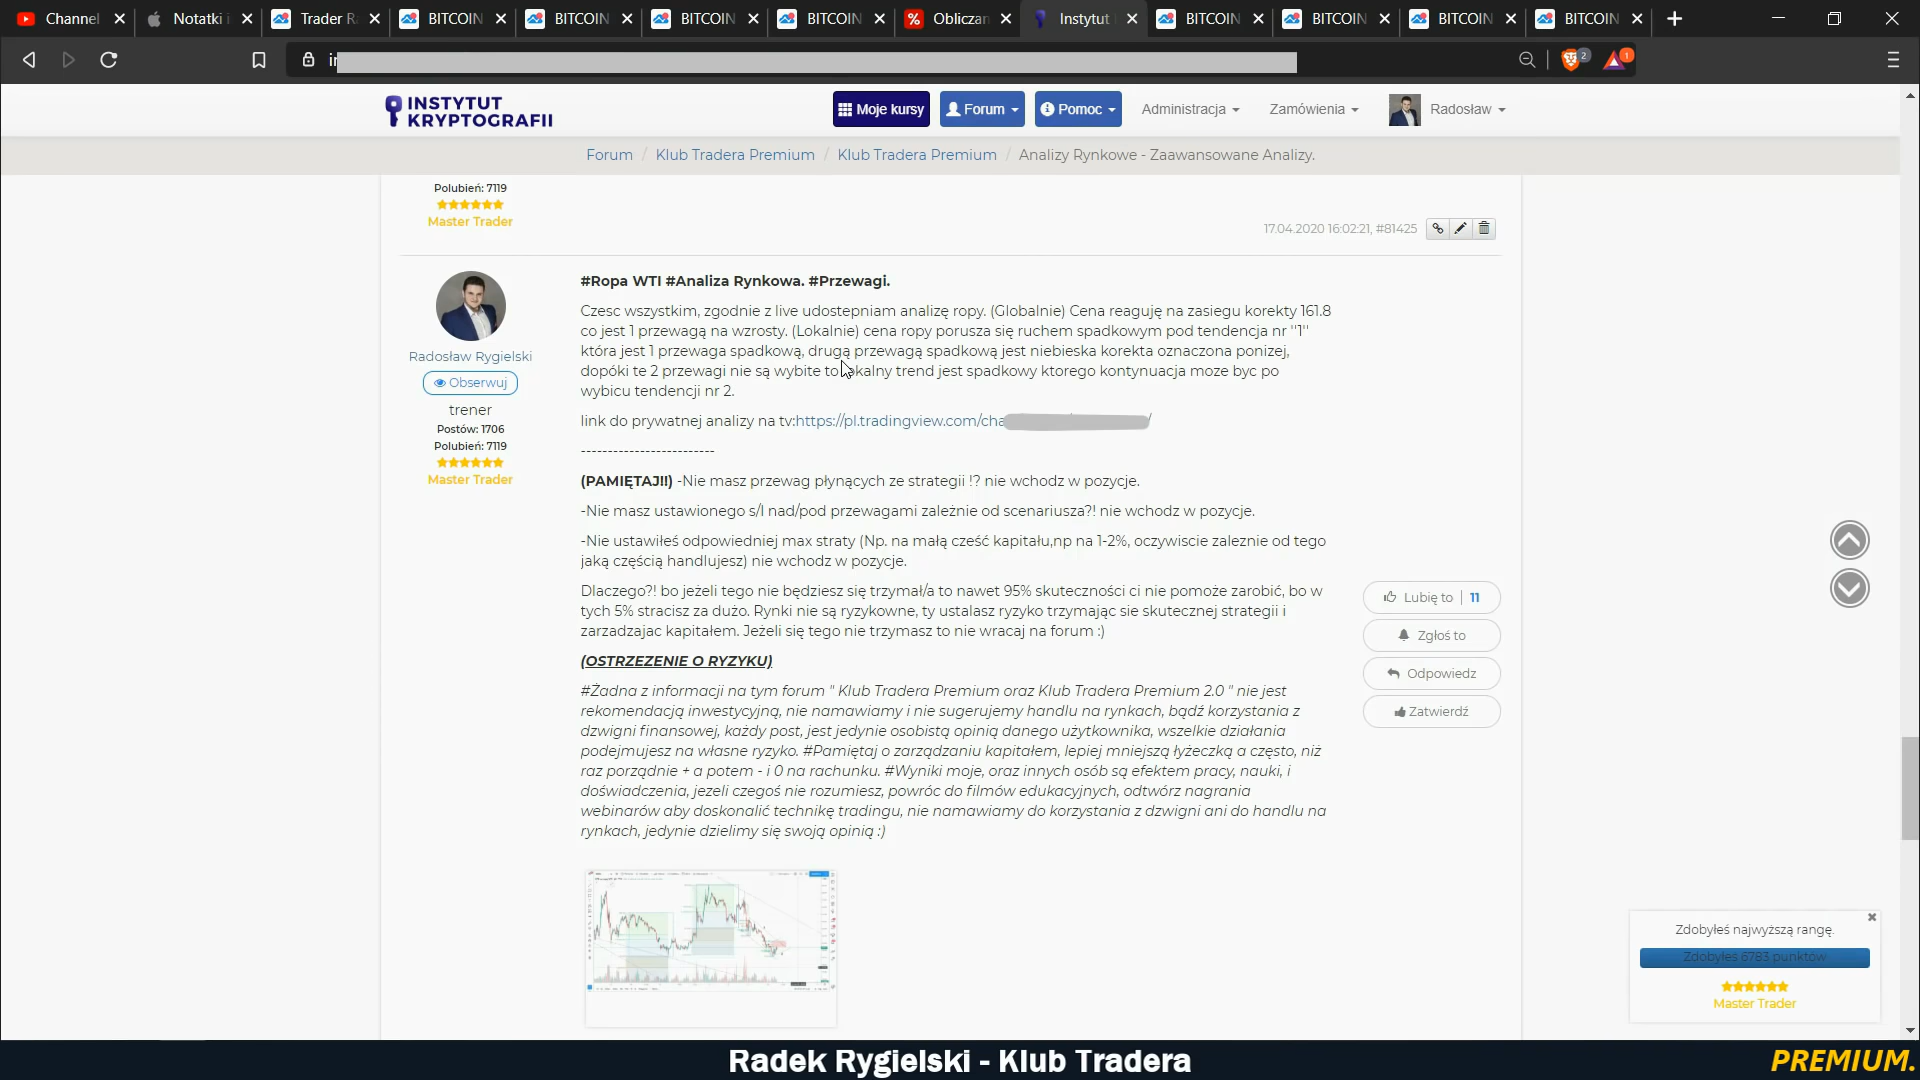 Channel
Notatki i
Trader R
BITCOIN
BITCOIN
BITCOIN
BITCOIN
Obliczan
Instytut
BITCOIN
BITCOIN
BITCOIN
BITCOIN
2
1
INSTYTUT
KRYPTOGRAFII
Moje kursy
Forum
Pomoc
Administracja
Zamówienia
Radosław
Forum / Klub Tradera Premium / Klub Tradera Premium / Analizy Rynkowe - Zaawansowane Analizy.
Polubień: 7119
Master Trader
17.04.2020 16:02:21, #81425
Radosław Rygielski
Obserwuj
trener
Postów: 1706
Polubień: 7119
Master Trader
#Ropa WTI #Analiza Rynkowa. #Przewagi.
Czesc wszystkim, zgodnie z live udostepniam analizę ropy. (Globalnie) Cena reaguję na zasiegu korekty 161.8
co jest 1 przewagą na wzrosty. (Lokalnie) cena ropy porusza się ruchem spadkowym pod tendencja nr ''1''
która jest 1 przewaga spadkową, drugą przewagą spadkową jest niebieska korekta oznaczona ponizej,
dopóki te 2 przewagi nie są wybite to lokalny trend jest spadkowy ktorego kontynuacja moze byc po
wybicu tendencji nr 2.
link do prywatnej analizy na tv:https://pl.tradingview.com/cha /
-------------------------
(PAMIĘTAJ!!) -Nie masz przewag płynących ze strategii !? nie wchodz w pozycje.
-Nie masz ustawionego s/l nad/pod przewagami zależnie od scenariusza?! nie wchodz w pozycje.
-Nie ustawiłeś odpowiedniej max straty (Np. na małą cześć kapitału,np na 1-2%, oczywiscie zaleznie od tego
jaką częścią handlujesz) nie wchodz w pozycje.
Dlaczego?! bo jeżeli tego nie będziesz się trzymał/a to nawet 95% skuteczności ci nie pomoże zarobić, bo w
tych 5% stracisz za dużo. Rynki nie są ryzykowne, ty ustalasz ryzyko trzymając sie skutecznej strategii i
zarzadzajac kapitałem. Jeżeli się tego nie trzymasz to nie wracaj na forum :)
(OSTRZEZENIE O RYZYKU)
#Żadna z informacji na tym forum " Klub Tradera Premium oraz Klub Tradera Premium 2.0 " nie jest
rekomendacją inwestycyjną, nie namawiamy i nie sugerujemy handlu na rynkach, bądź korzystania z
dzwigni finansowej, każdy post, jest jedynie osobistą opinią danego użytkownika, wszelkie działania
podejmujesz na własne ryzyko. #Pamiętaj o zarządzaniu kapitałem, lepiej mniejszą łyżeczką a często, niż
raz porządnie + a potem - i 0 na rachunku. #Wyniki moje, oraz innych osób są efektem pracy, nauki, i
doświadczenia, jezeli czegoś nie rozumiesz, powróc do filmów edukacyjnych, odtwórz nagrania
webinarów aby doskonalić technikę tradingu, nie namawiamy do korzystania z dzwigni ani do handlu na
rynkach, jedynie dzielimy się swoją opinią :)
Lubię to | 11
Zgłoś to
Odpowiedz
Zatwierdź
Zdobyłeś najwyższą rangę.
Zdobyłeś 6783 punktów
Master Trader
Radek Rygielski - Klub Tradera
PREMIUM.